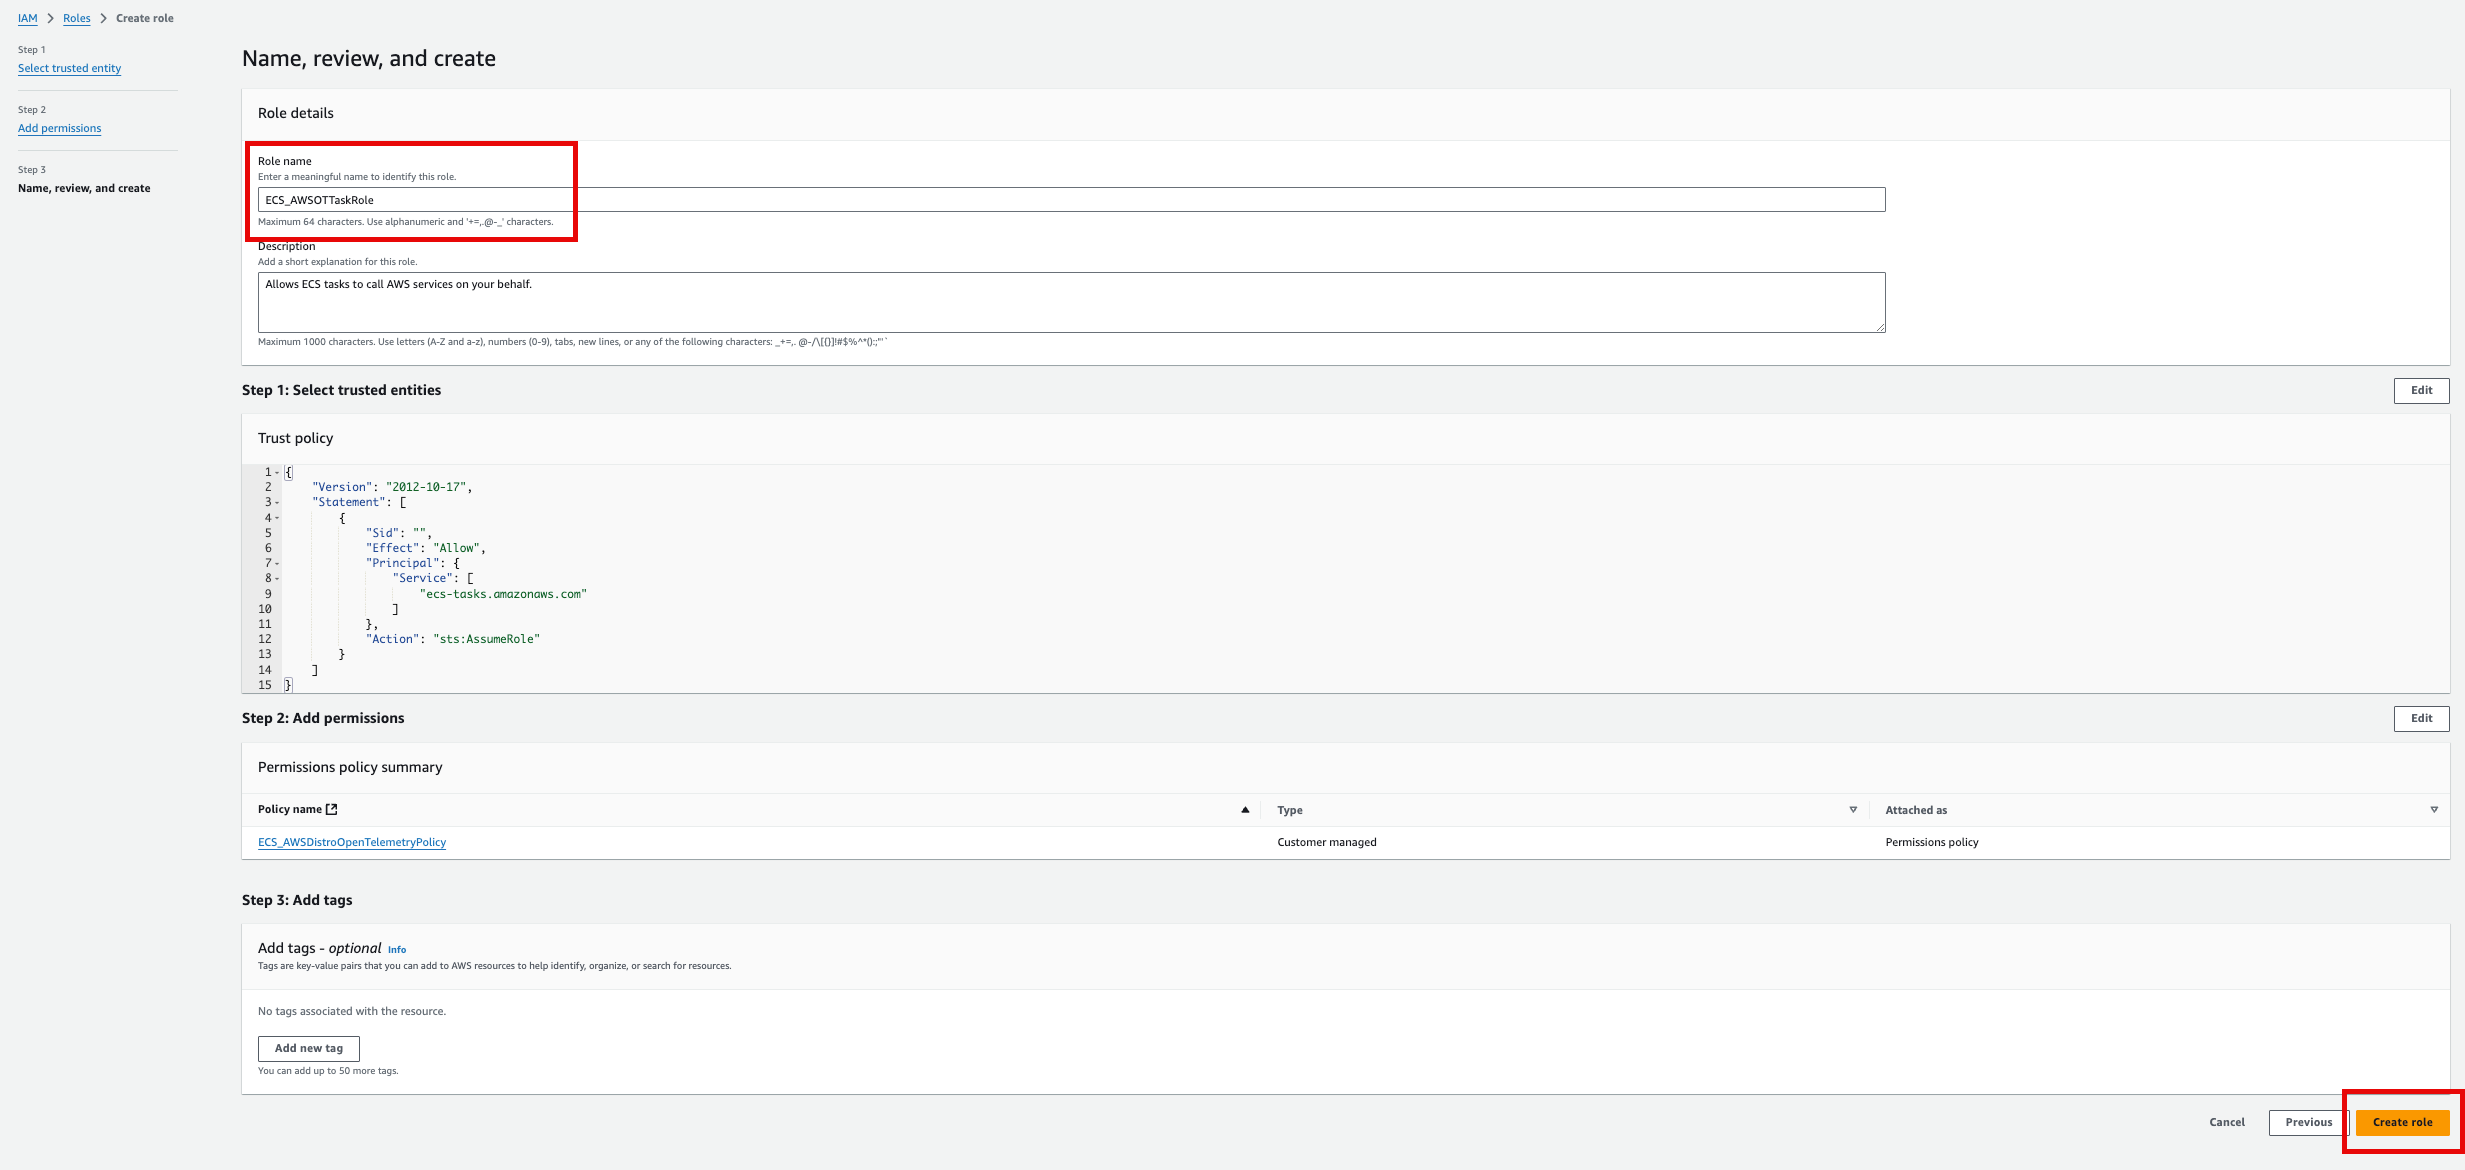 IAM > Roles > Create role
Step 1
Select trusted entity
Step 2
Add permissions
Step 3
Name, review, and create
Name, review, and create
Role details
Role name
Enter a meaningful name to identify this role.
ECS_AWSOTTaskRole
Maximum 64 characters. Use alphanumeric and '+=,.@-_' characters.
Description
Add a short explanation for this role.
Allows ECS tasks to call AWS services on your behalf.
Maximum 1000 characters. Use letters (A-Z and a-z), numbers (0-9), tabs, new lines, or any of the following characters: _+=,. @-/\[{}]!#$%^*();:"'`
Step 1: Select trusted entities
Edit
Trust policy
1 {
2 "Version": "2012-10-17",
3 "Statement": [
4 {
5 "Sid": "",
6 "Effect": "Allow",
7 "Principal": {
8 "Service": [
9 "ecs-tasks.amazonaws.com"
10 ]
11 },
12 "Action": "sts:AssumeRole"
13 }
14 ]
15 }
Step 2: Add permissions
Edit
Permissions policy summary
Policy name Type Attached as
ECS_AWSDistroOpenTelemetryPolicy Customer managed Permissions policy
Step 3: Add tags
Add tags - optional Info
Tags are key-value pairs that you can add to AWS resources to help identify, organize, or search for resources.
No tags associated with the resource.
Add new tag
You can add up to 50 more tags.
Cancel Previous Create role